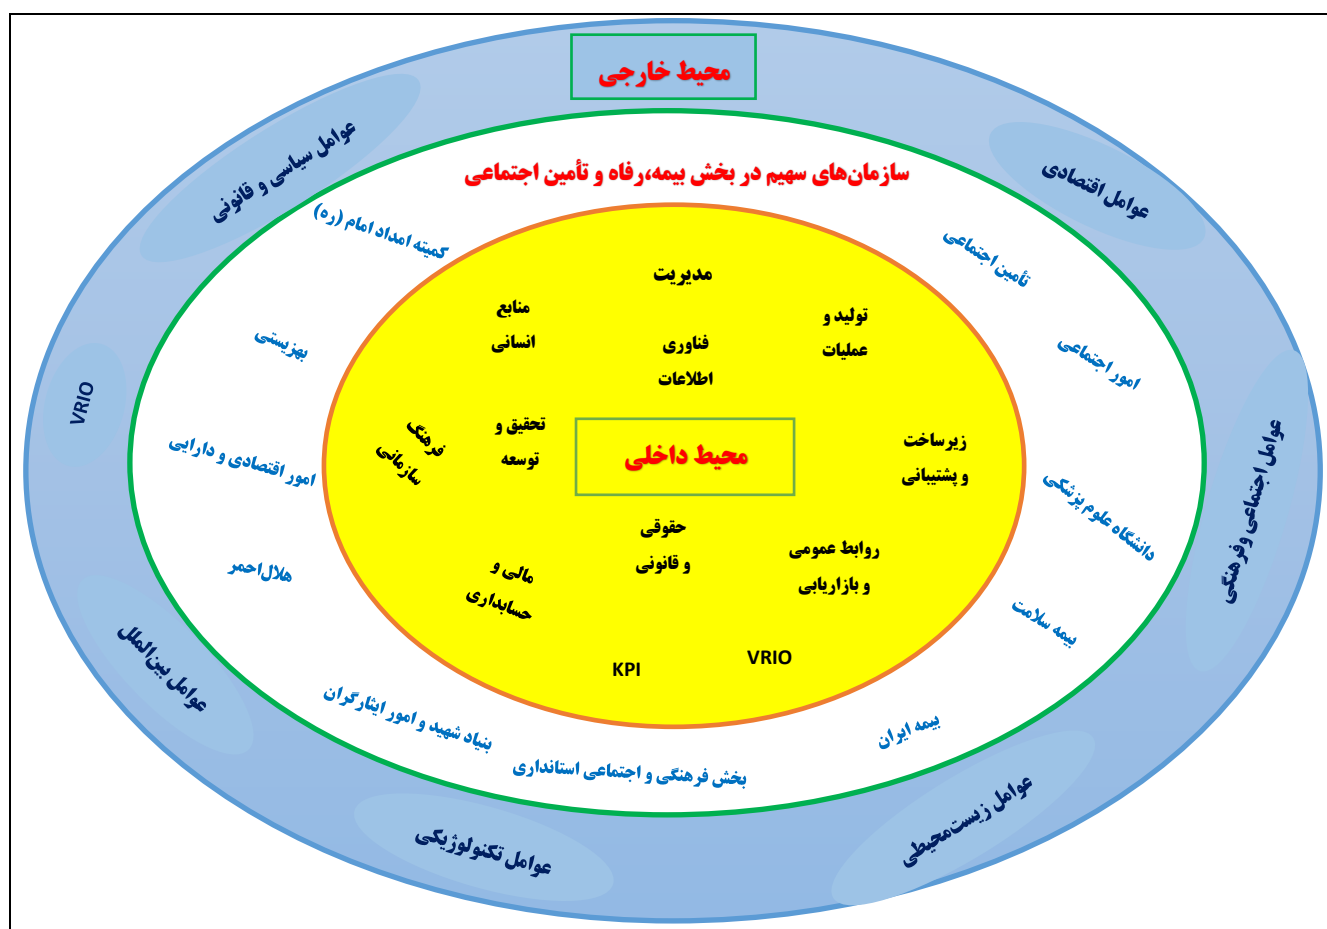 محیط خارجی
عوامل سیاسی و قانونی
عوامل اقتصادی
سازمان‌های سهیم در بخش بیمه،رفاه و تأمین اجتماعی
کمیته امداد امام (ره)
تأمین اجتماعی
بهزیستی
امور اجتماعی
VRIO
عوامل اجتماعی وفرهنگی
امور اقتصادی و دارایی
دانشگاه علوم پزشکی
هلال‌احمر
بیمه سلامت
عوامل بین‌الملل
بنیاد شهید و امور ایثارگران
بخش فرهنگی و اجتماعی استانداری
بیمه ایران
عوامل زیست‌محیطی
عوامل تکنولوژیکی
مدیریت
منابع
انسانی
فناوری
اطلاعات
تولید و
عملیات
فرهنگ
سازمانی
تحقیق و
توسعه
محیط داخلی
زیرساخت
و پشتیبانی
حقوقی
و قانونی
روابط عمومی
و بازاریابی
مالی و
حسابداری
KPI
VRIO